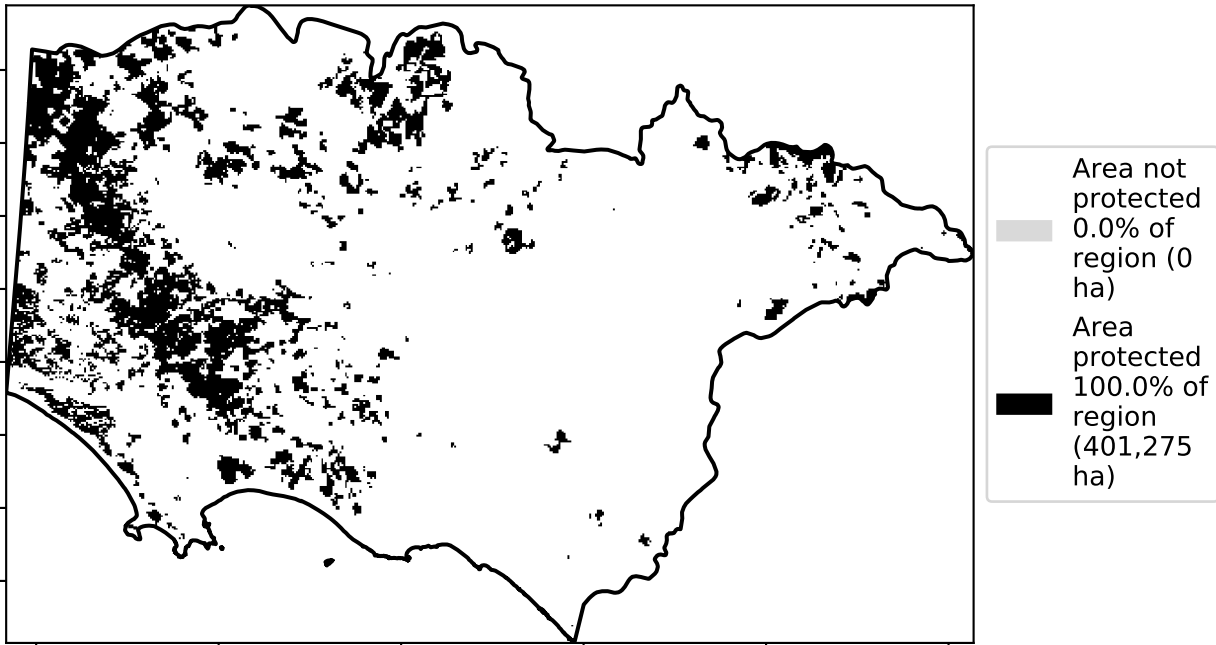 Area not
protected
0.0% of
region (0
ha)
Area
protected
100.0% of
region
(401,275
ha)